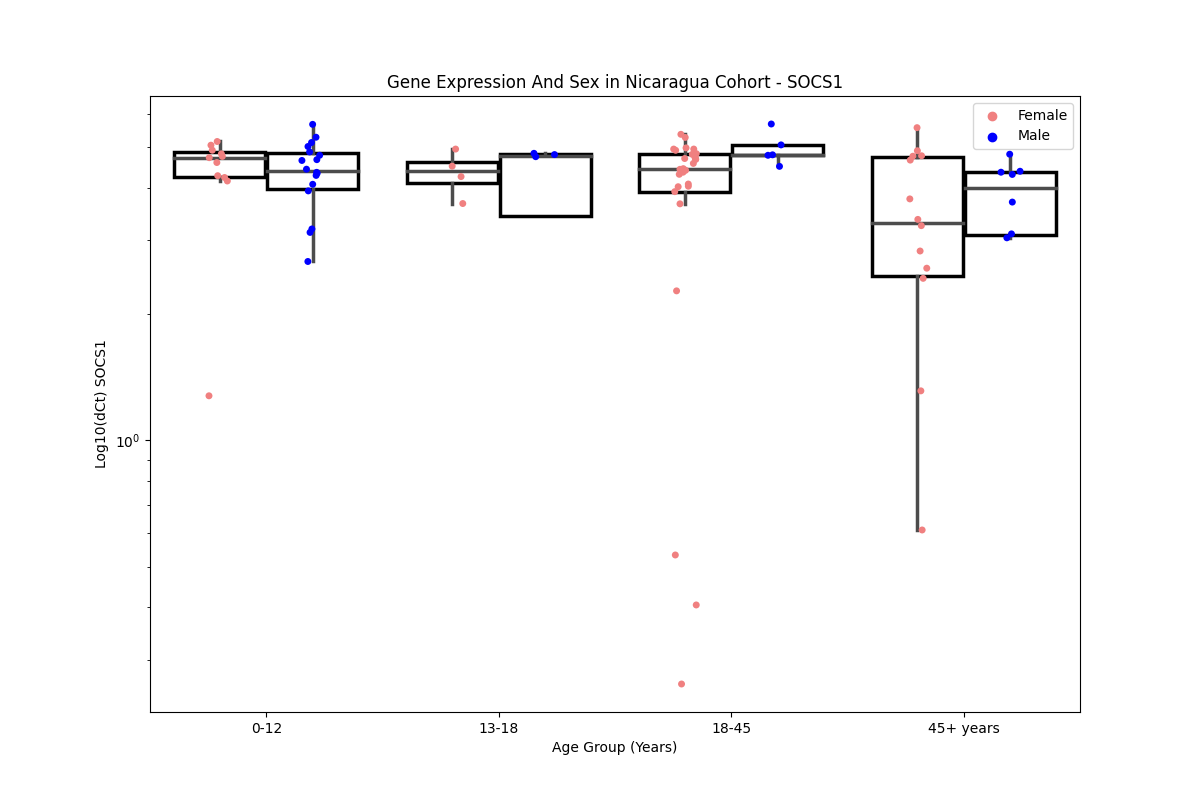 Gene Expression And Sex in Nicaragua Cohort - SOCS1
Female
Male
Log10(dCt) SOCS1
10⁰
0-12
13-18
18-45
45+ years
Age Group (Years)